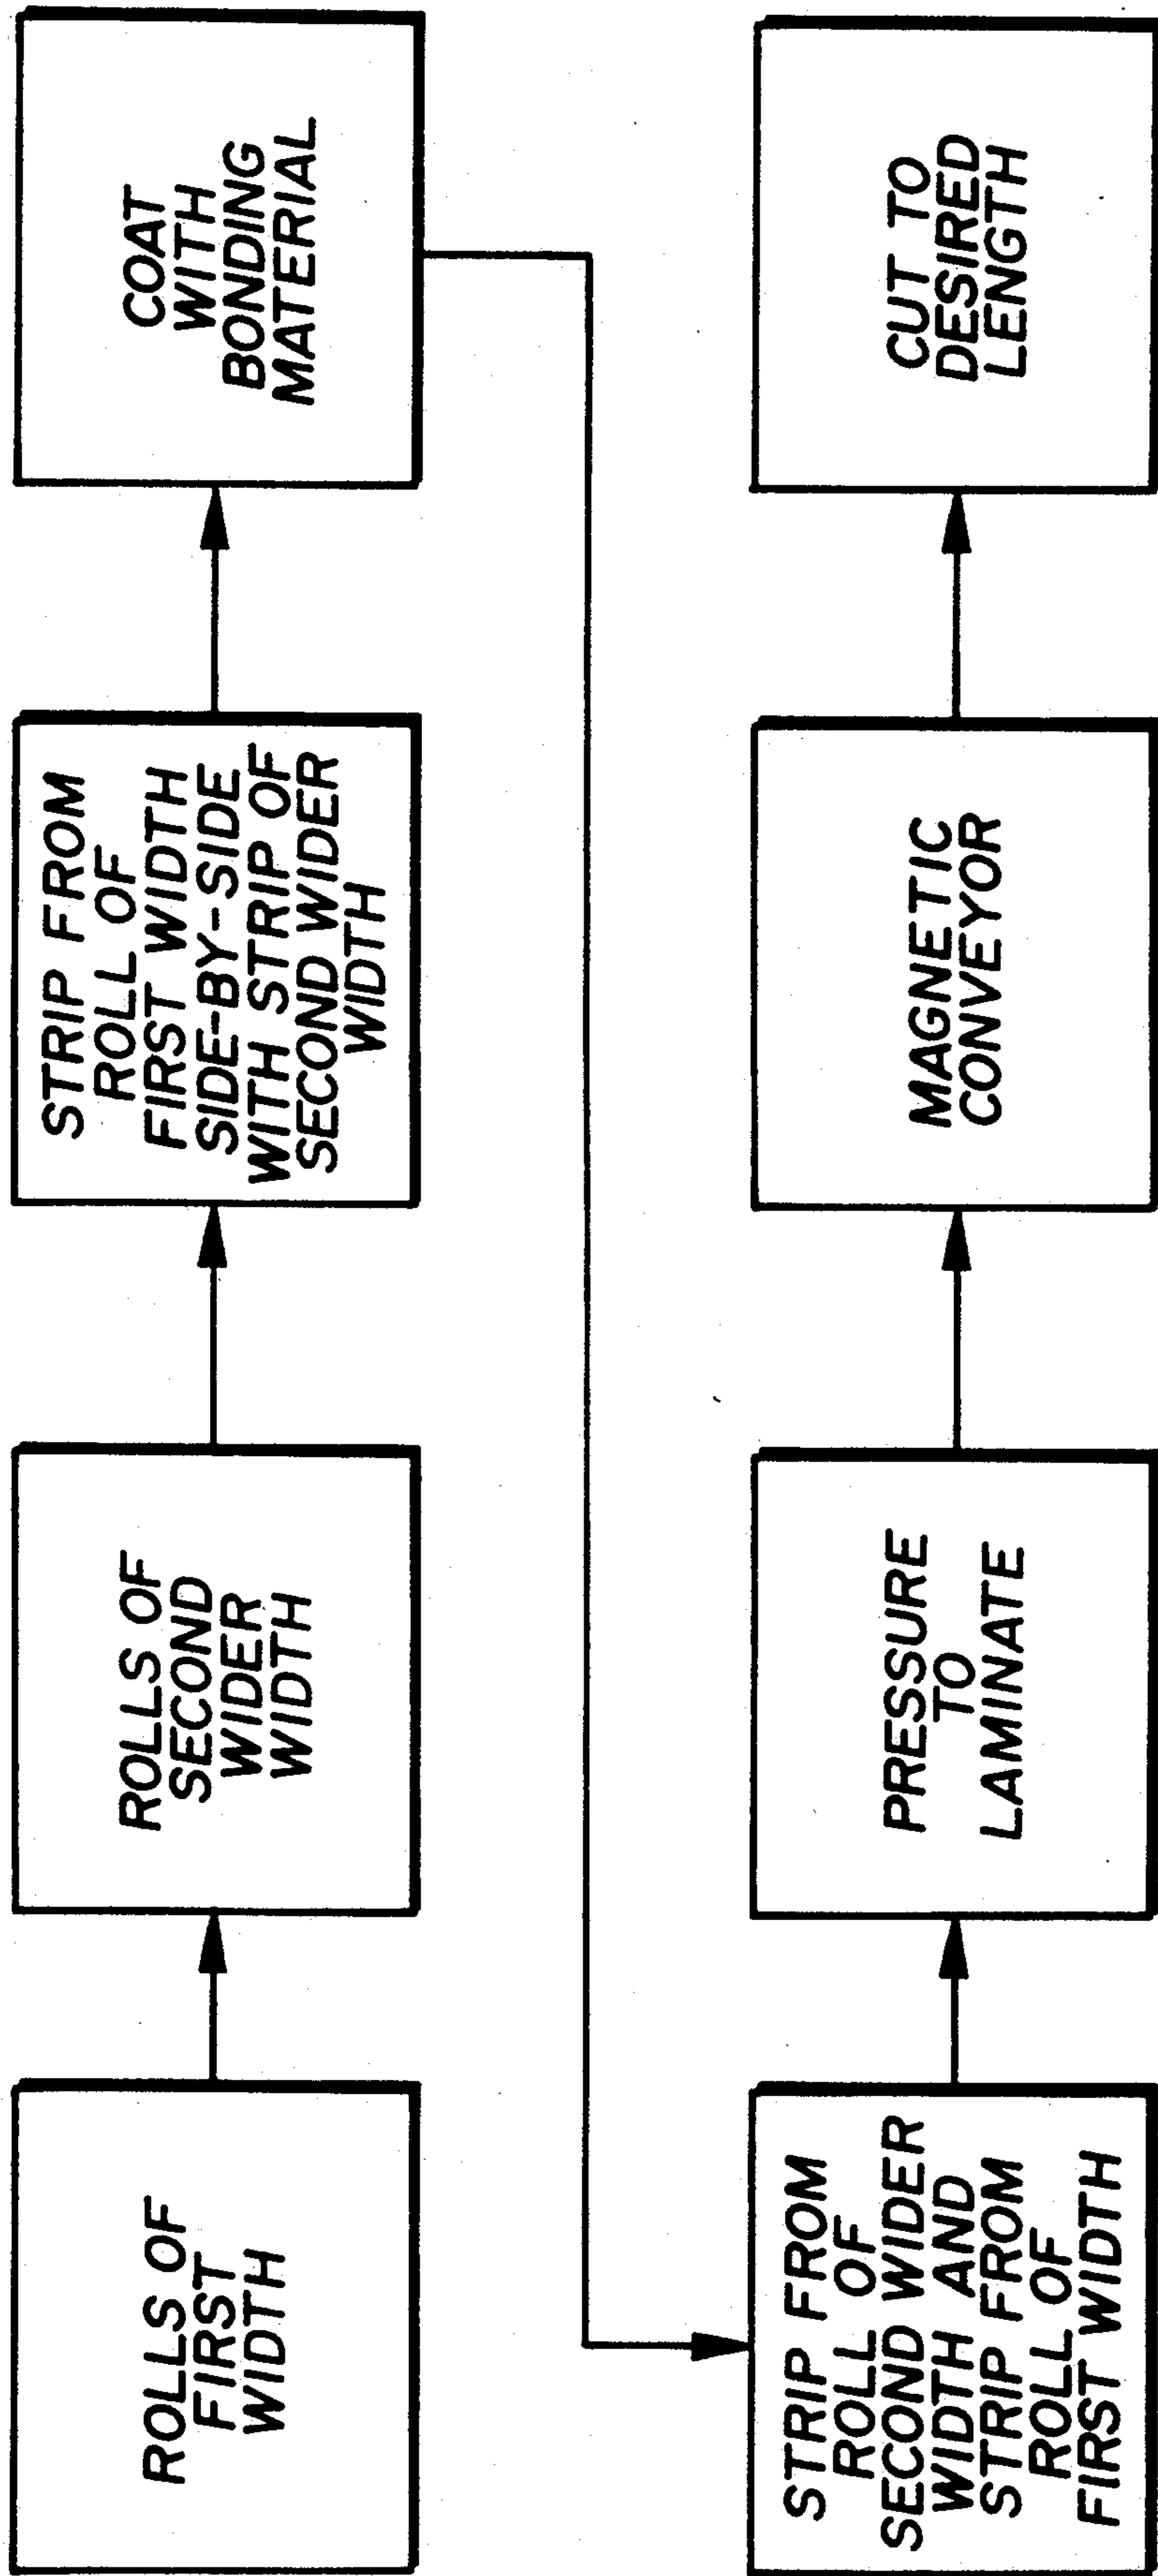 ROLLS OF
FIRST
WIDTH
ROLLS OF
SECOND
WIDER
WIDTH
STRIP FROM
ROLL OF
FIRST WIDTH
SIDE-BY-SIDE
WITH STRIP OF
SECOND WIDER
WIDTH
COAT
WITH
BONDING
MATERIAL
STRIP FROM
ROLL OF
SECOND WIDER
WIDTH AND
STRIP FROM
ROLL OF
FIRST WIDTH
PRESSURE
TO
LAMINATE
MAGNETIC
CONVEYOR
CUT TO
DESIRED
LENGTH